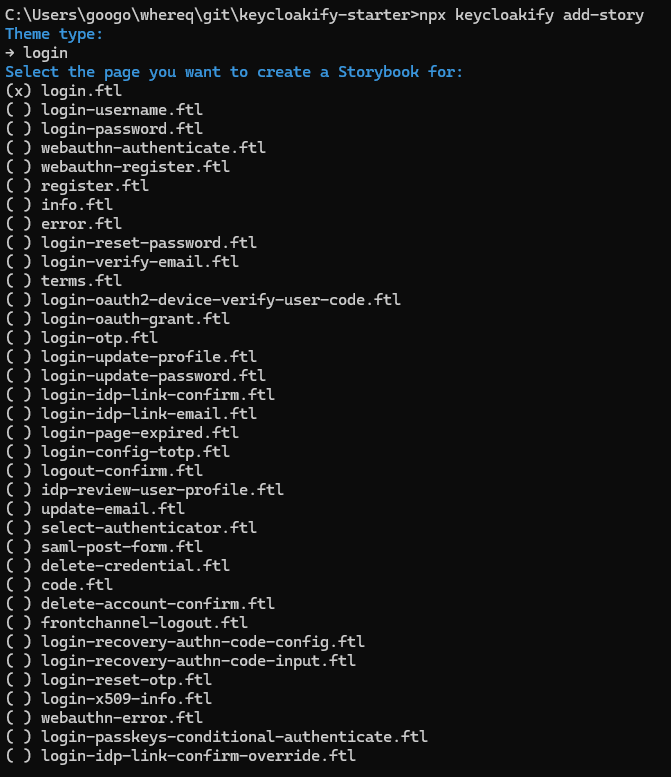 C:\Users\googo\whereq\git\keycloakify-starter>npx keycloakify add-story
Theme type:
→ login
Select the page you want to create a Storybook for:
(x) login.ftl
( ) login-username.ftl
( ) login-password.ftl
( ) webauthn-authenticate.ftl
( ) webauthn-register.ftl
( ) register.ftl
( ) info.ftl
( ) error.ftl
( ) login-reset-password.ftl
( ) login-verify-email.ftl
( ) terms.ftl
( ) login-oauth2-device-verify-user-code.ftl
( ) login-oauth-grant.ftl
( ) login-otp.ftl
( ) login-update-profile.ftl
( ) login-update-password.ftl
( ) login-idp-link-confirm.ftl
( ) login-idp-link-email.ftl
( ) login-page-expired.ftl
( ) login-config-totp.ftl
( ) logout-confirm.ftl
( ) idp-review-user-profile.ftl
( ) update-email.ftl
( ) select-authenticator.ftl
( ) saml-post-form.ftl
( ) delete-credential.ftl
( ) code.ftl
( ) delete-account-confirm.ftl
( ) frontchannel-logout.ftl
( ) login-recovery-authn-code-config.ftl
( ) login-recovery-authn-code-input.ftl
( ) login-reset-otp.ftl
( ) login-x509-info.ftl
( ) webauthn-error.ftl
( ) login-passkeys-conditional-authenticate.ftl
( ) login-idp-link-confirm-override.ftl